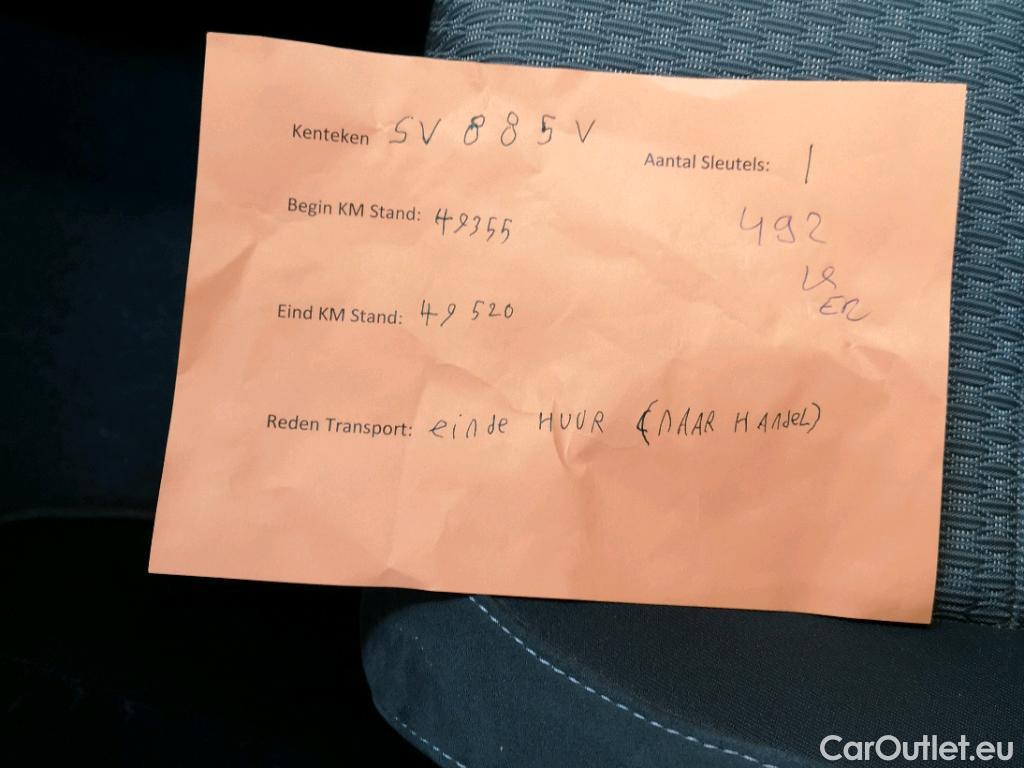 Kenteken SV 885 V
Aantal Sleutels: 1
Begin KM Stand: 49355
492
ER
Eind KM Stand: 49520
Reden Transport: einde HUUR (NAAR HANdeL)
CarOutlet.eu